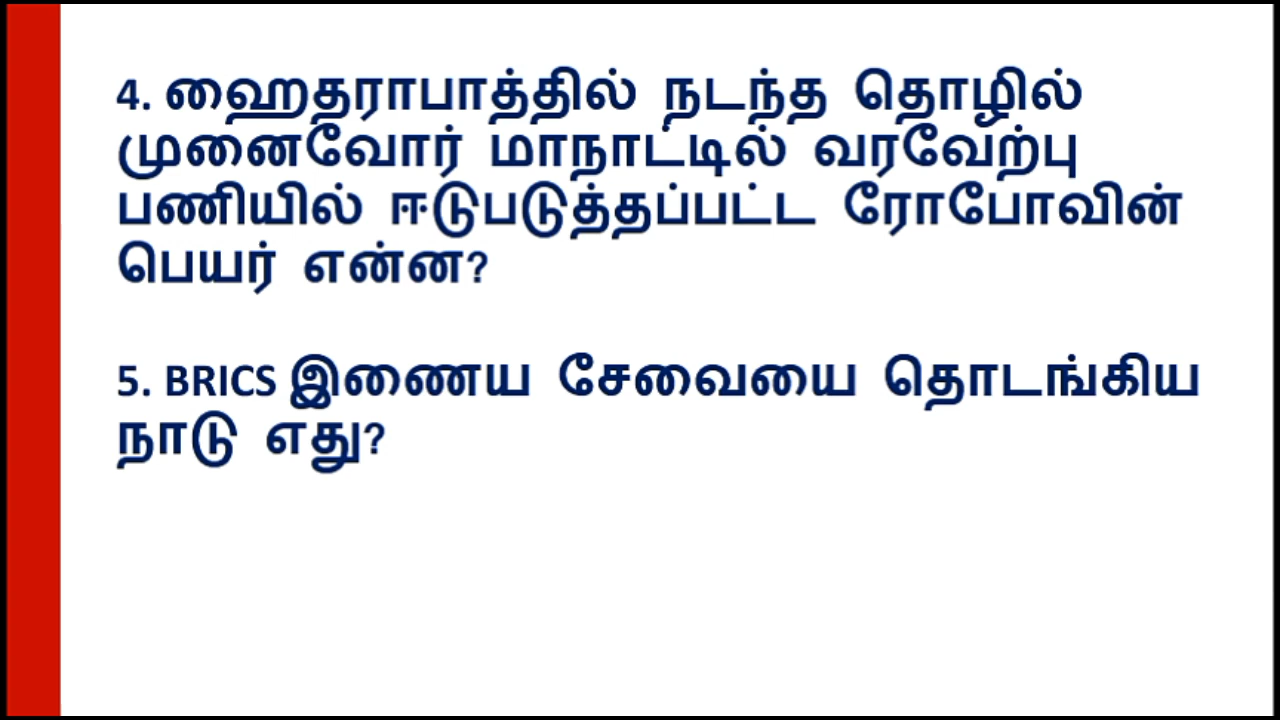 4. ஹைதராபாத்தில் நடந்த தொழில்
முனைவோர் மாநாட்டில் வரவேற்பு
பணியில் ஈடுபடுத்தப்பட்ட ரோபோவின்
பெயர் என்ன?
5. BRICS இணைய சேவையை தொடங்கிய
நாடு எது?